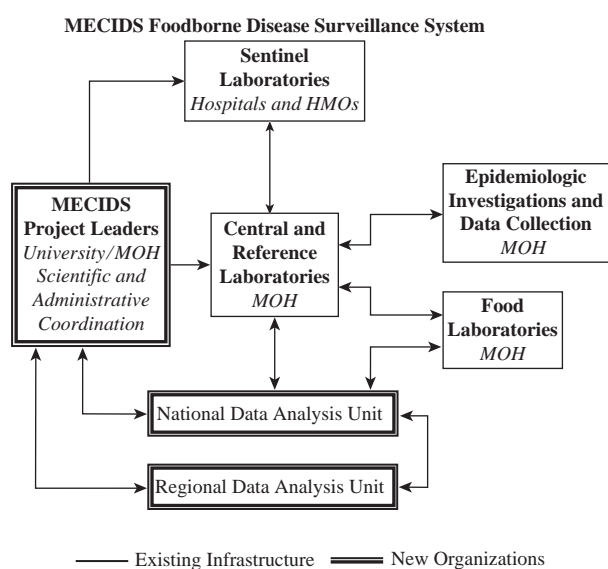 MECIDS Foodborne Disease Surveillance System
Sentinel
Laboratories
Hospitals and HMOs
MECIDS
Project Leaders
University/MOH
Scientific and
Administrative
Coordination
Central and
Reference
Laboratories
MOH
Epidemiologic
Investigations and
Data Collection
MOH
Food
Laboratories
MOH
National Data Analysis Unit
Regional Data Analysis Unit
Existing Infrastructure
New Organizations